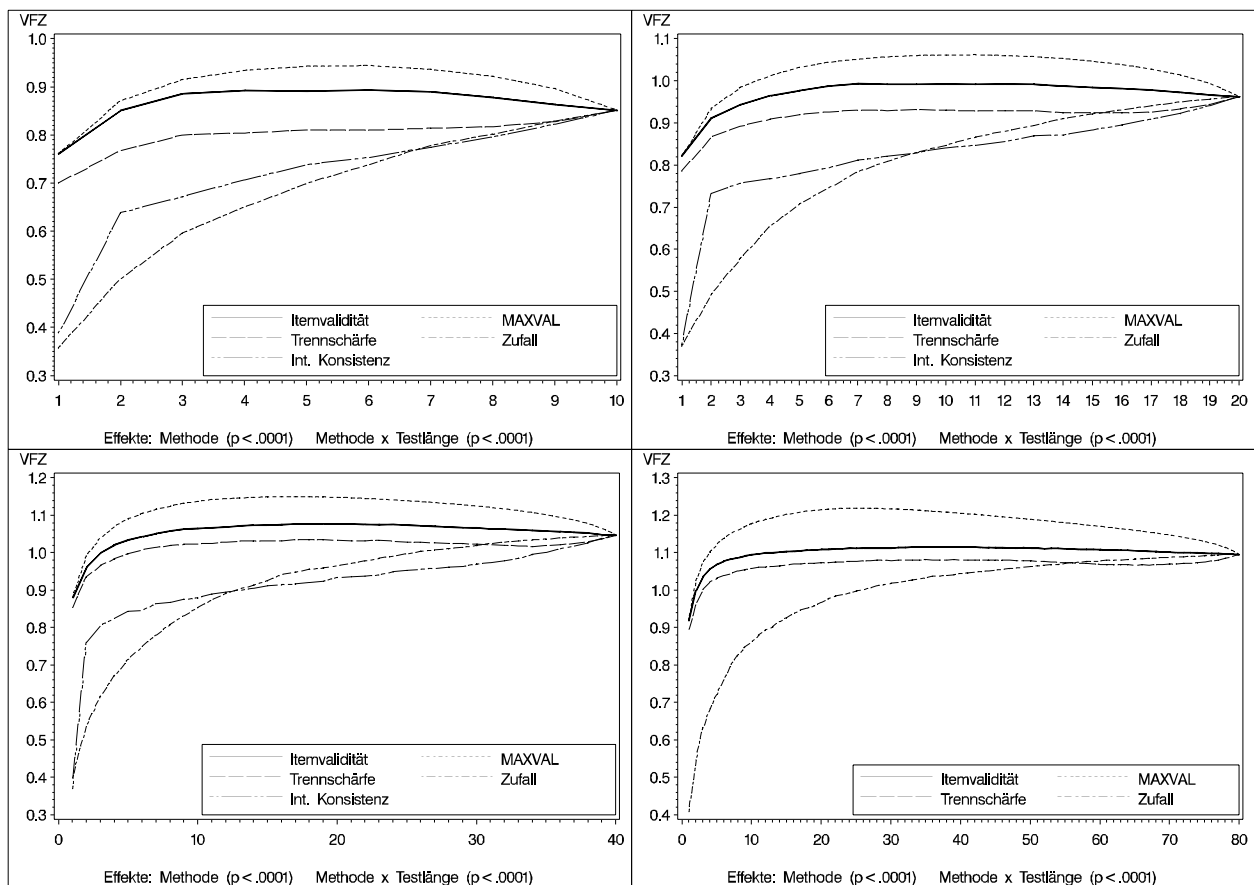 VFZ
1.0
0.9
0.8
0.7
0.6
0.5
0.4
0.3
Itemvalidität MAXVAL
Trennschärfe Zufall
Int. Konsistenz
1 2 3 4 5 6 7 8 9 10
Effekte: Methode (p<.0001) Methode x Testlänge (p<.0001)
VFZ
1.1
1.0
0.9
0.8
0.7
0.6
0.5
0.4
0.3
Itemvalidität MAXVAL
Trennschärfe Zufall
Int. Konsistenz
1 2 3 4 5 6 7 8 9 10 11 12 13 14 15 16 17 18 19 20
Effekte: Methode (p<.0001) Methode x Testlänge (p<.0001)
VFZ
1.2
1.1
1.0
0.9
0.8
0.7
0.6
0.5
0.4
0.3
Itemvalidität MAXVAL
Trennschärfe Zufall
Int. Konsistenz
0 10 20 30 40
Effekte: Methode (p<.0001) Methode x Testlänge (p<.0001)
VFZ
1.3
1.2
1.1
1.0
0.9
0.8
0.7
0.6
0.5
0.4
Itemvalidität MAXVAL
Trennschärfe Zufall
0 10 20 30 40 50 60 70 80
Effekte: Methode (p<.0001) Methode x Testlänge (p<.0001)